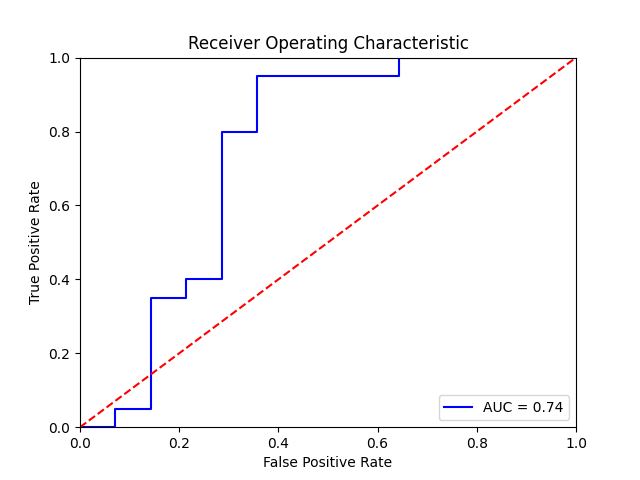 Receiver Operating Characteristic
1.0
0.8
0.6
0.4
0.2
0.0
True Positive Rate
AUC = 0.74
0.0 0.2 0.4 0.6 0.8 1.0
False Positive Rate